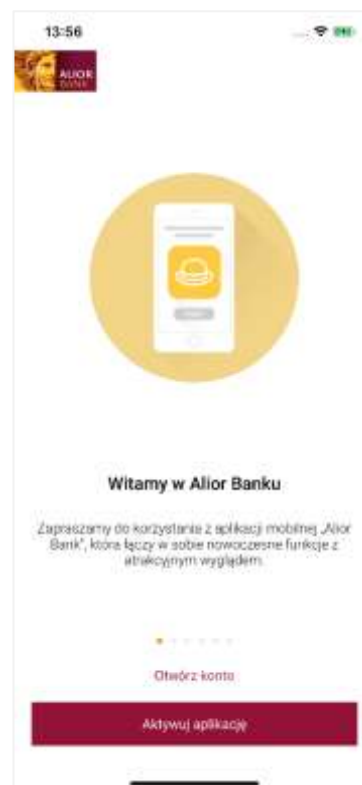 13:56
ALIOR
BANK
Witamy w Alior Banku
Zapraszamy do korzystania z aplikacji mobilnej „Alior
Bank”, która łączy w sobie nowoczesne funkcje z
atrakcyjnym wyglądem.
Otwórz konto
Aktywuj aplikację